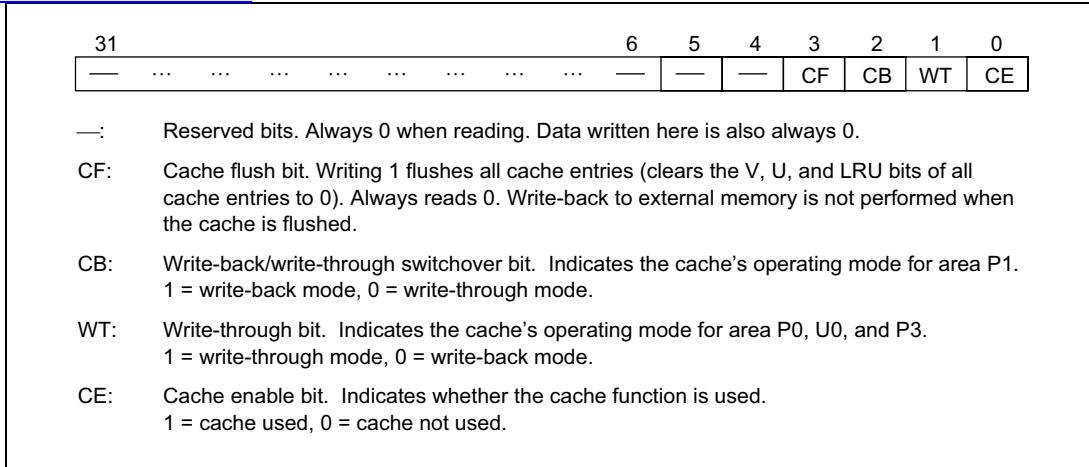 31 6 5 4 3 2 1 0
— ... ... ... ... ... ... ... ... — — — CF CB WT CE
—: Reserved bits. Always 0 when reading. Data written here is also always 0.
CF: Cache flush bit. Writing 1 flushes all cache entries (clears the V, U, and LRU bits of all
cache entries to 0). Always reads 0. Write-back to external memory is not performed when
the cache is flushed.
CB: Write-back/write-through switchover bit. Indicates the cache's operating mode for area P1.
1 = write-back mode, 0 = write-through mode.
WT: Write-through bit. Indicates the cache's operating mode for area P0, U0, and P3.
1 = write-through mode, 0 = write-back mode.
CE: Cache enable bit. Indicates whether the cache function is used.
1 = cache used, 0 = cache not used.